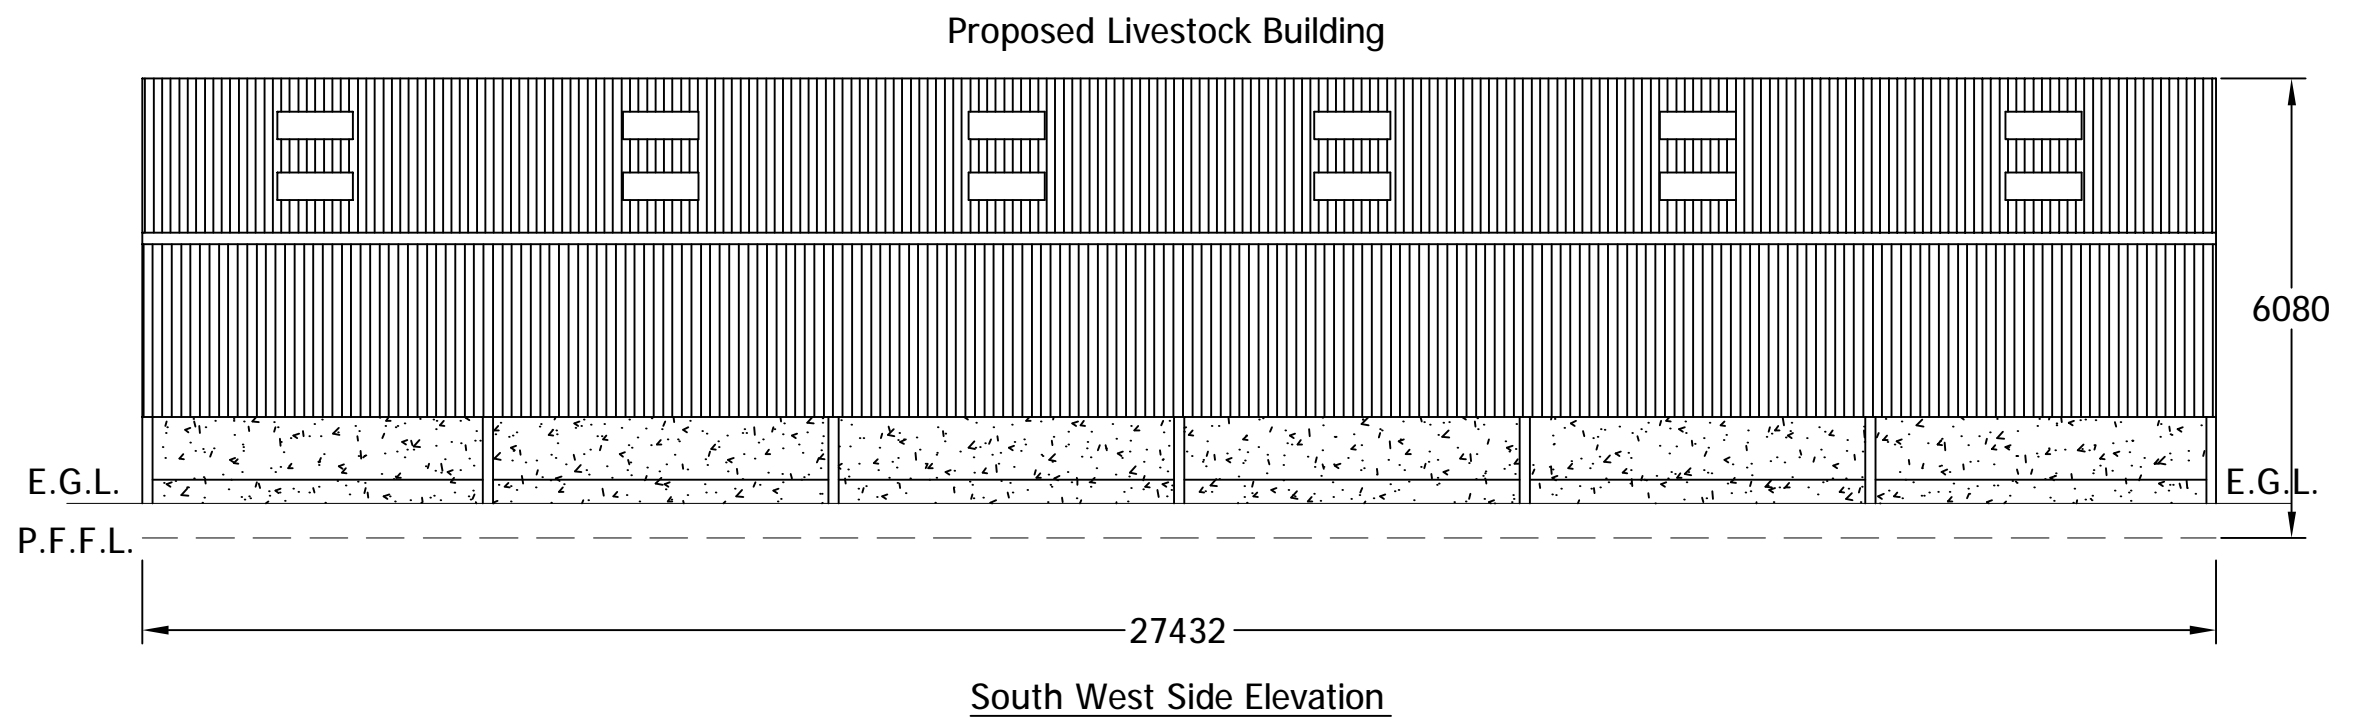 Proposed Livestock Building
6080
E.G.L.
E.G.L.
P.F.F.L.
27432
South West Side Elevation